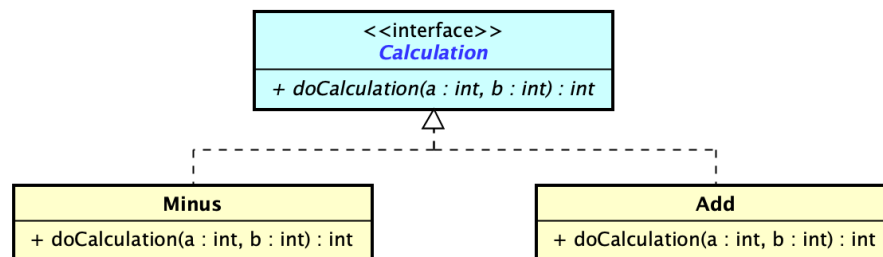 <<interface>>
Calculation
+ doCalculation(a : int, b : int) : int
Minus
+ doCalculation(a : int, b : int) : int
Add
+ doCalculation(a : int, b : int) : int